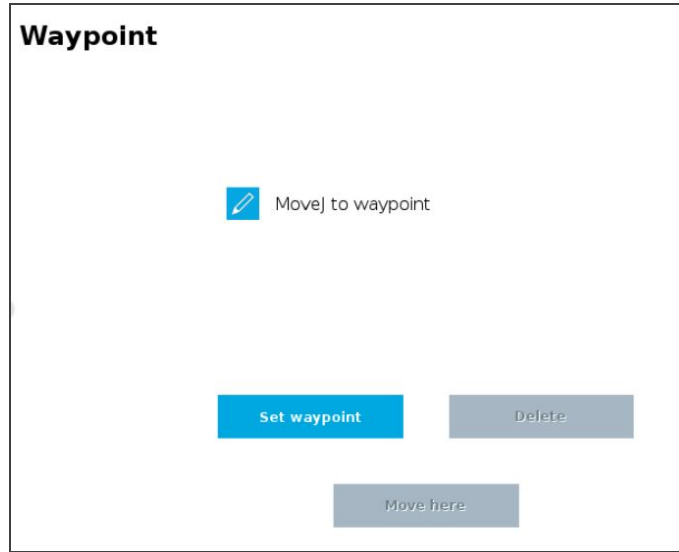 Waypoint
MoveJ to waypoint
Set waypoint
Delete
Move here